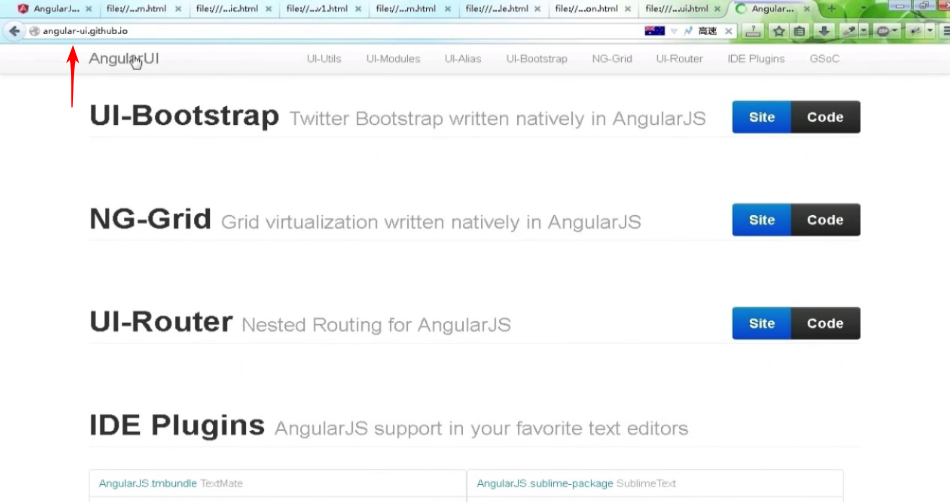 AngularJ... × file://...m.html × file:///...ic.html × file://...v1.html × file://...m.html × file:///...le.html × file://...on.html × file:///...ui.html × Angular... × +
angular-ui.github.io 高速 ×
AngularUI UI-Utils UI-Modules UI-Alias UI-Bootstrap NG-Grid UI-Router IDE Plugins GSoC
UI-Bootstrap Twitter Bootstrap written natively in AngularJS Site Code
NG-Grid Grid virtualization written natively in AngularJS Site Code
UI-Router Nested Routing for AngularJS Site Code
IDE Plugins AngularJS support in your favorite text editors
AngularJS.tmbundle TextMate AngularJS.sublime-package SublimeText